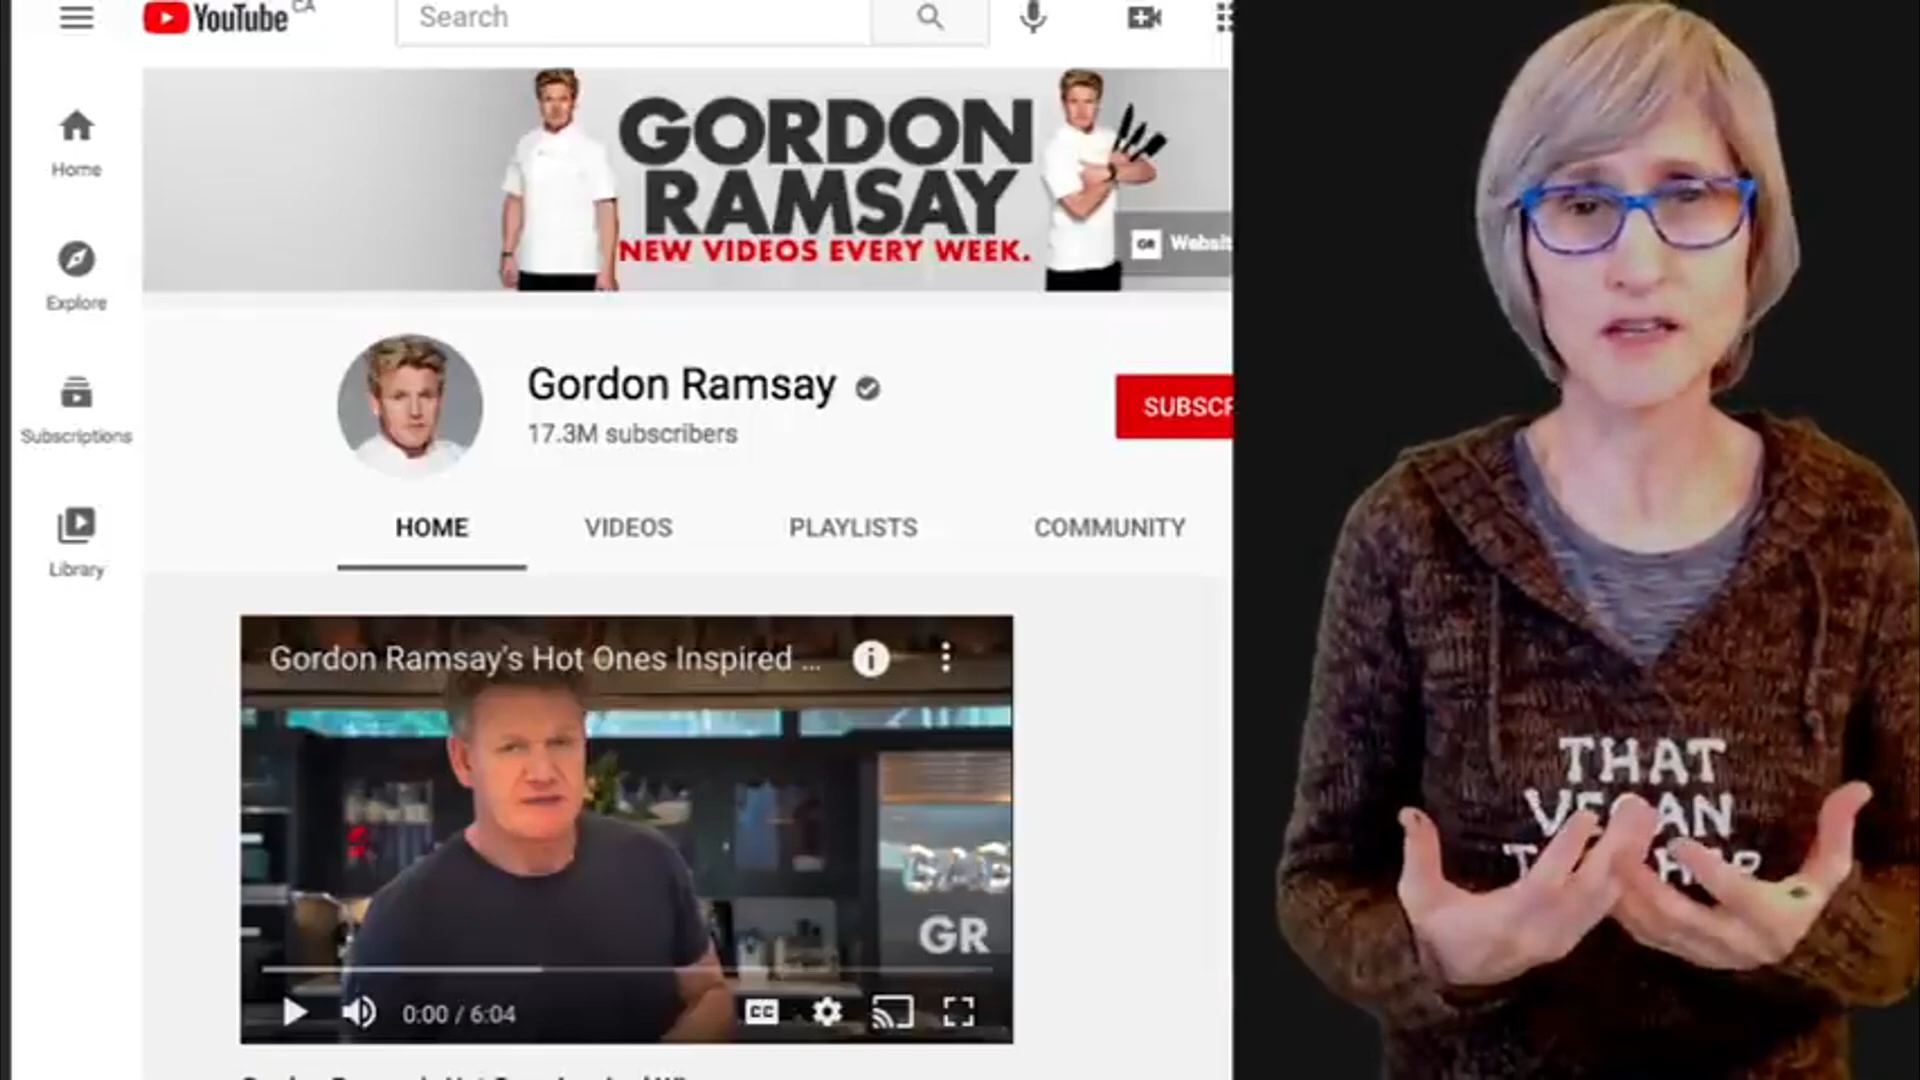 YouTube CA
Search
Home
Explore
Subscriptions
Library
GORDON
RAMSAY
NEW VIDEOS EVERY WEEK.
GR
Gordon Ramsay
17.3M subscribers
HOME VIDEOS PLAYLISTS COMMUNITY
Gordon Ramsay's Hot Ones Inspired ...
GR
0:00 / 6:04
CC
THAT